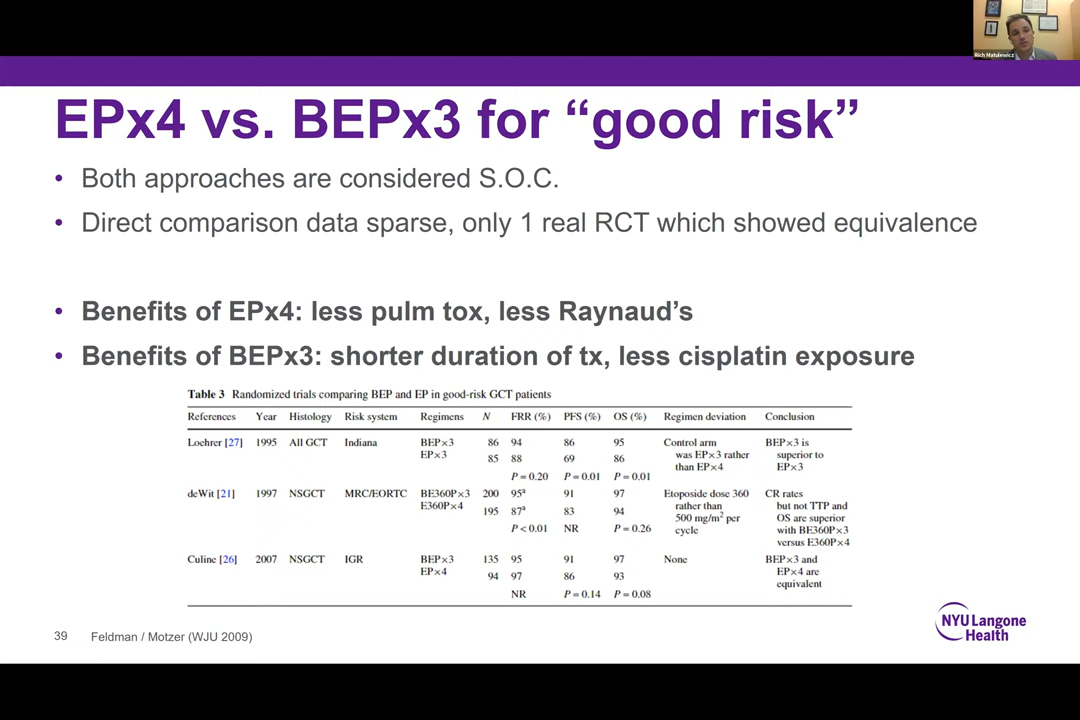 Rich Matulewicz
EPx4 vs. BEPx3 for “good risk”
• Both approaches are considered S.O.C.
• Direct comparison data sparse, only 1 real RCT which showed equivalence
• Benefits of EPx4: less pulm tox, less Raynaud’s
• Benefits of BEPx3: shorter duration of tx, less cisplatin exposure
Table 3 Randomized trials comparing BEP and EP in good-risk GCT patients
References Year Histology Risk system Regimens N FRR (%) PFS (%) OS (%) Regimen deviation Conclusion
Loehrer [27] 1995 All GCT Indiana BEP×3 86 94 86 95 Control arm BEP×3 is
EP×3 85 88 69 86 was EP×3 rather superior to
P = 0.20 P = 0.01 P = 0.01 than EP×4 EP×3
deWit [21] 1997 NSGCT MRC/EORTC BE360P×3 200 95a 91 97 Etoposide dose 360 CR rates
E360P×4 195 87a 83 94 rather than but not TTP and
500 mg/m2 per OS are superior
P < 0.01 NR P = 0.26 cycle with BE360P×3
versus E360P×4
Culine [26] 2007 NSGCT IGR BEP×3 135 95 91 97 None BEP×3 and
EP×4 94 97 86 93 EP×4 are
NR P = 0.14 P = 0.08 equivalent
39 Feldman / Motzer (WJU 2009)
NYU Langone
Health